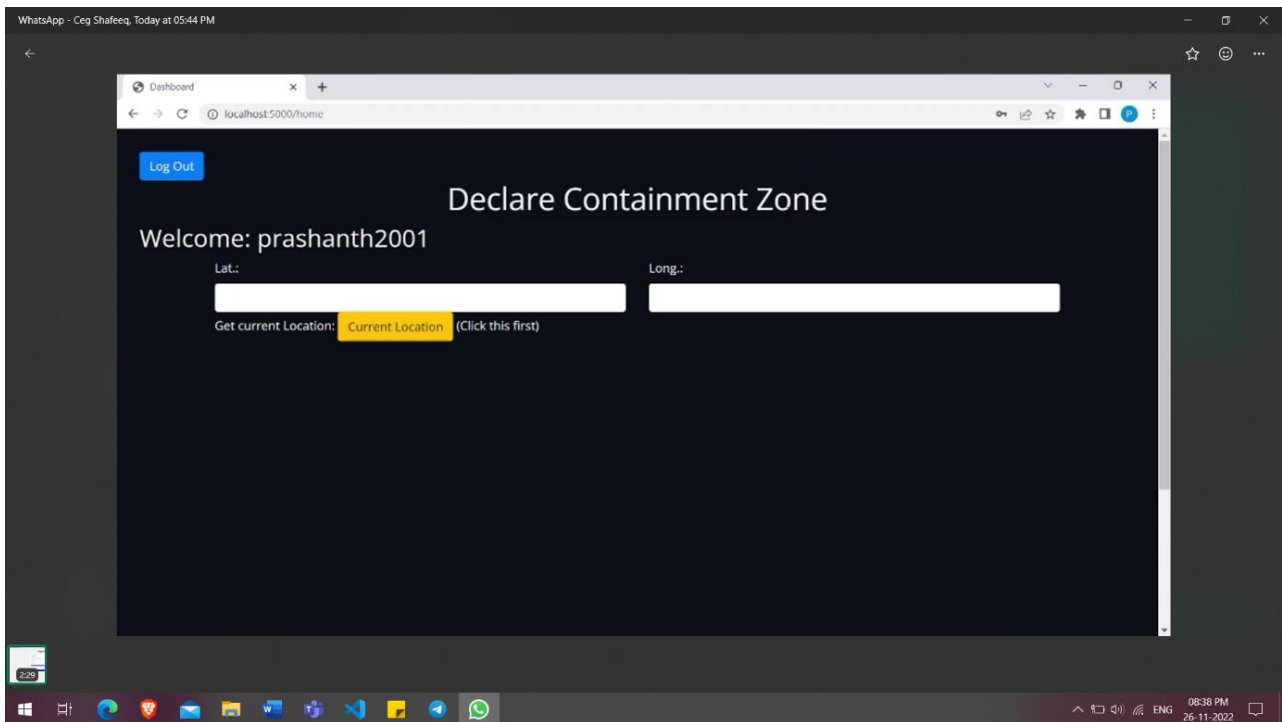 WhatsApp - Ceg Shafeeq, Today at 05:44 PM
Dashboard
localhost:5000/home
P
Log Out
Declare Containment Zone
Welcome: prashanth2001
Lat.: Long.:
Get current Location: Current Location (Click this first)
2:29
ENG 08:38 PM
26-11-2022